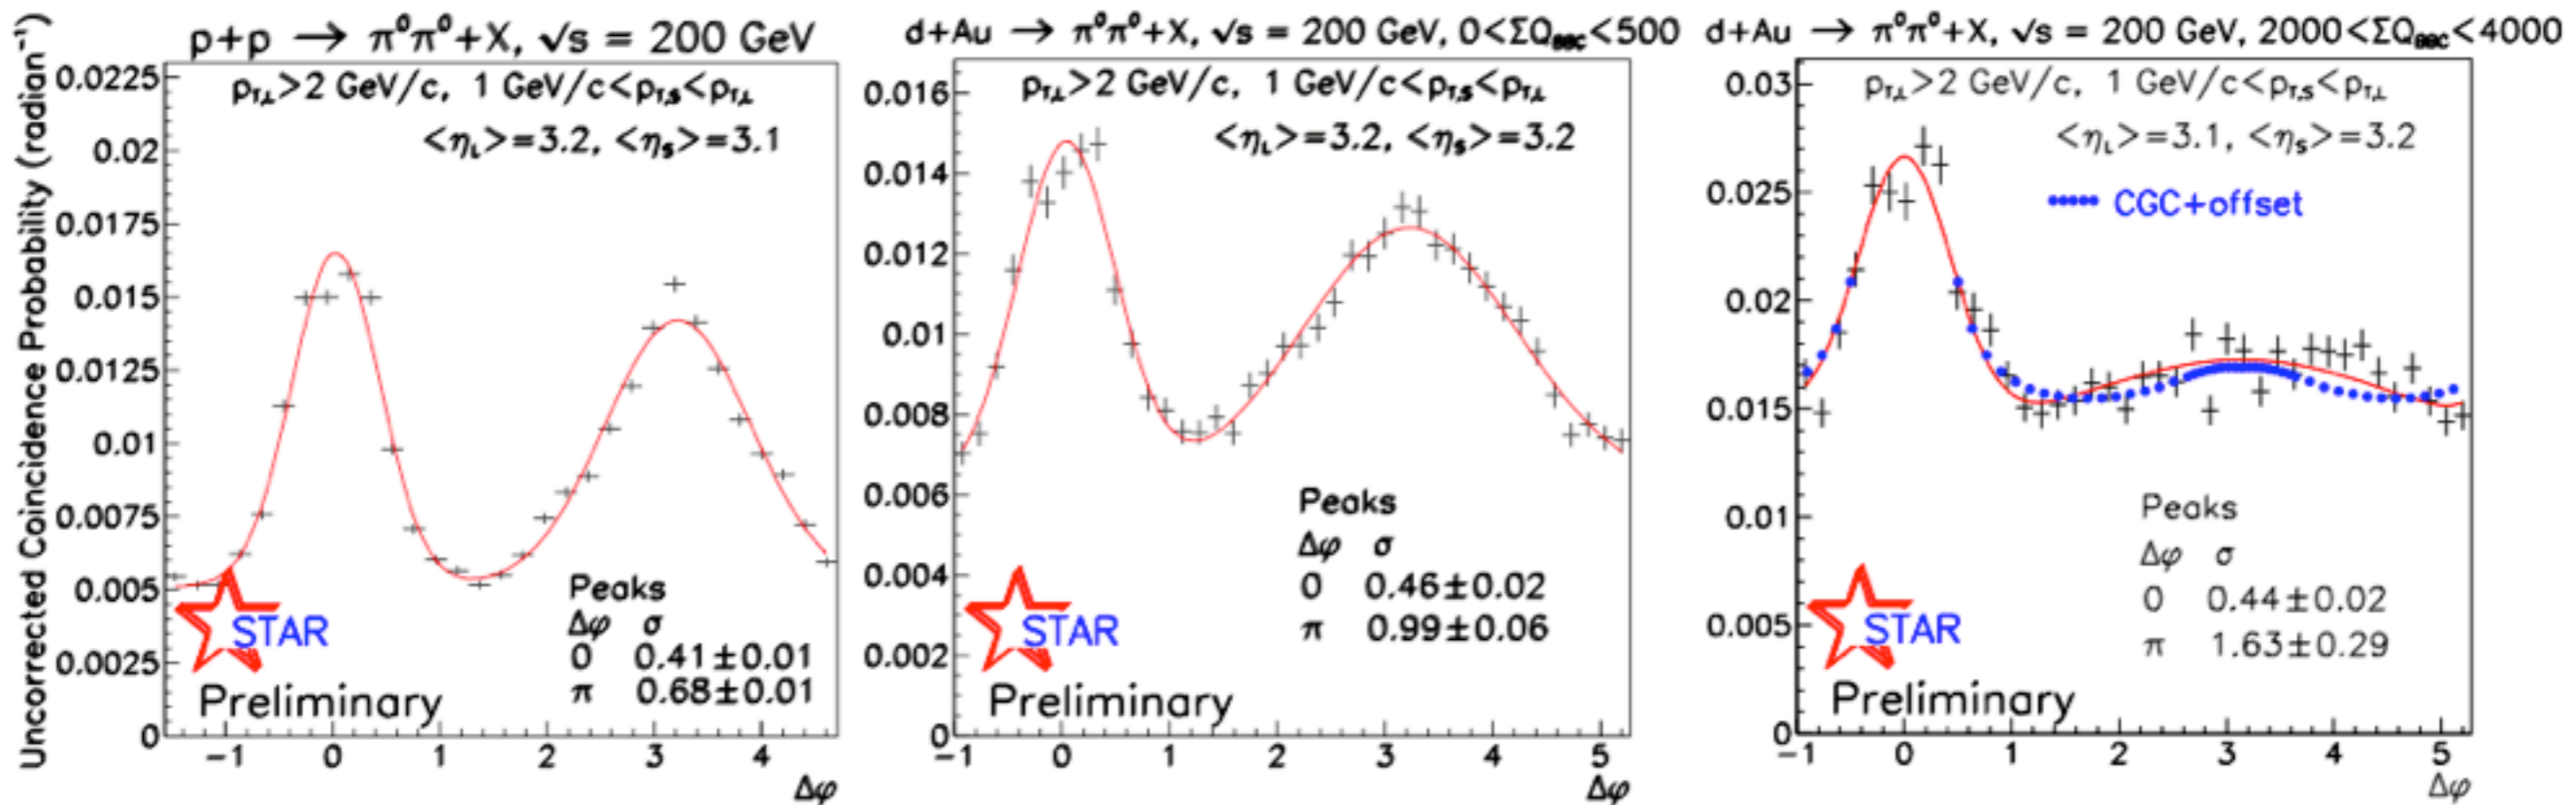 Uncorrected Coincidence Probability (radian⁻¹)
p+p → π⁰π⁰+X, √s = 200 GeV
p_T,L>2 GeV/c, 1 GeV/c<p_T,S<p_T,L
<η_L>=3.2, <η_S>=3.1
0.0225
0.02
0.0175
0.015
0.0125
0.01
0.0075
0.005
0.0025
0
STAR
Preliminary
Peaks
Δφ σ
0 0.41±0.01
π 0.68±0.01
-1 0 1 2 3 4
Δφ
d+Au → π⁰π⁰+X, √s = 200 GeV, 0<ΣQ_BBC<500
p_T,L>2 GeV/c, 1 GeV/c<p_T,S<p_T,L
<η_L>=3.2, <η_S>=3.2
0.016
0.014
0.012
0.01
0.008
0.006
0.004
0.002
0
Peaks
Δφ σ
0 0.46±0.02
π 0.99±0.06
STAR
Preliminary
-1 0 1 2 3 4 5
Δφ
d+Au → π⁰π⁰+X, √s = 200 GeV, 2000<ΣQ_BBC<4000
p_T,L>2 GeV/c, 1 GeV/c<p_T,S<p_T,L
<η_L>=3.1, <η_S>=3.2
CGC+offset
0.03
0.025
0.02
0.015
0.01
0.005
0
Peaks
Δφ σ
0 0.44±0.02
π 1.63±0.29
STAR
Preliminary
-1 0 1 2 3 4 5
Δφ